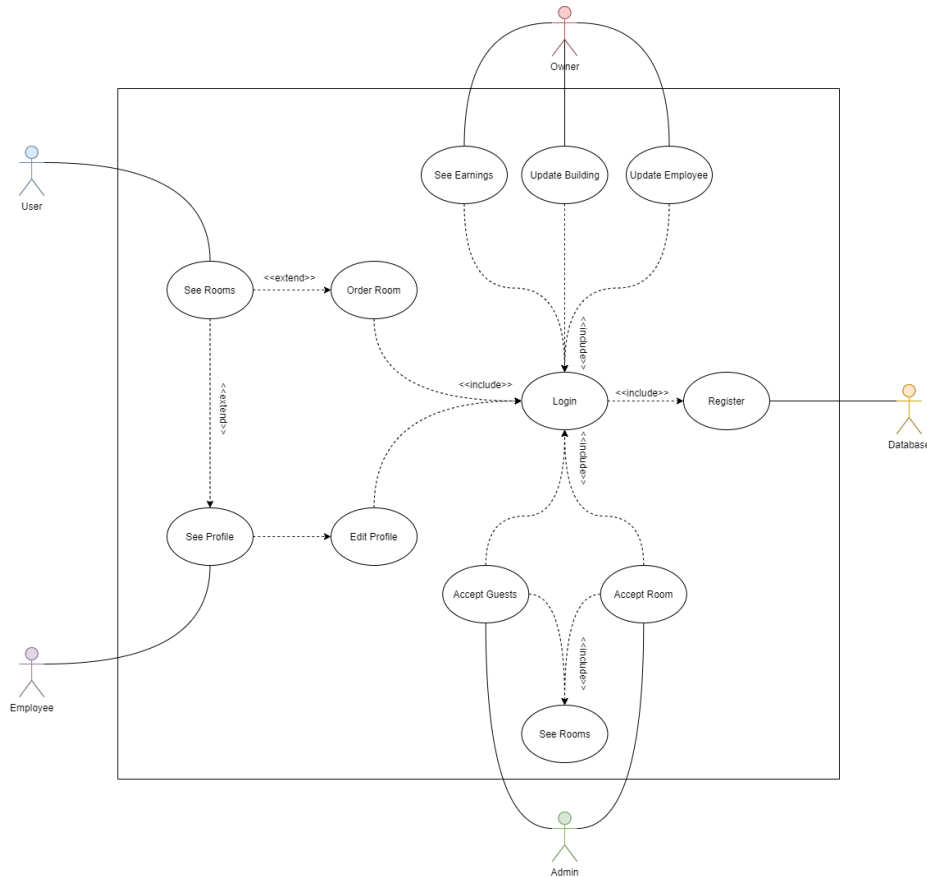 Owner
User
See Earnings
Update Building
Update Employee
See Rooms
<<extend>>
Order Room
<<include>>
<<extend>>
<<include>>
Login
<<include>>
Register
Database
<<include>>
See Profile
Edit Profile
Accept Guests
Accept Room
<<include>>
Employee
See Rooms
Admin